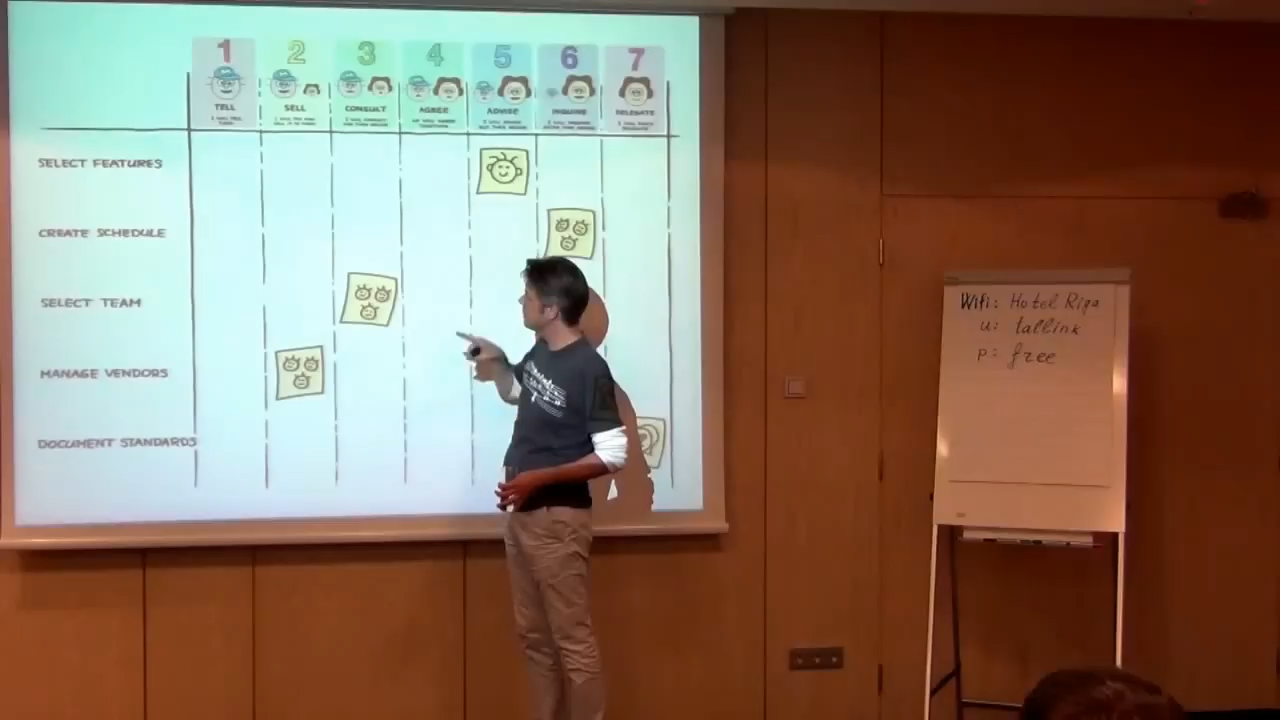 1 2 3 4 5 6 7
TELL SELL CONSULT AGREE ADVISE INQUIRE DELEGATE
SELECT FEATURES
CREATE SCHEDULE
SELECT TEAM
MANAGE VENDORS
DOCUMENT STANDARDS
Wifi: Hotel Riga
u: tallink
p: free